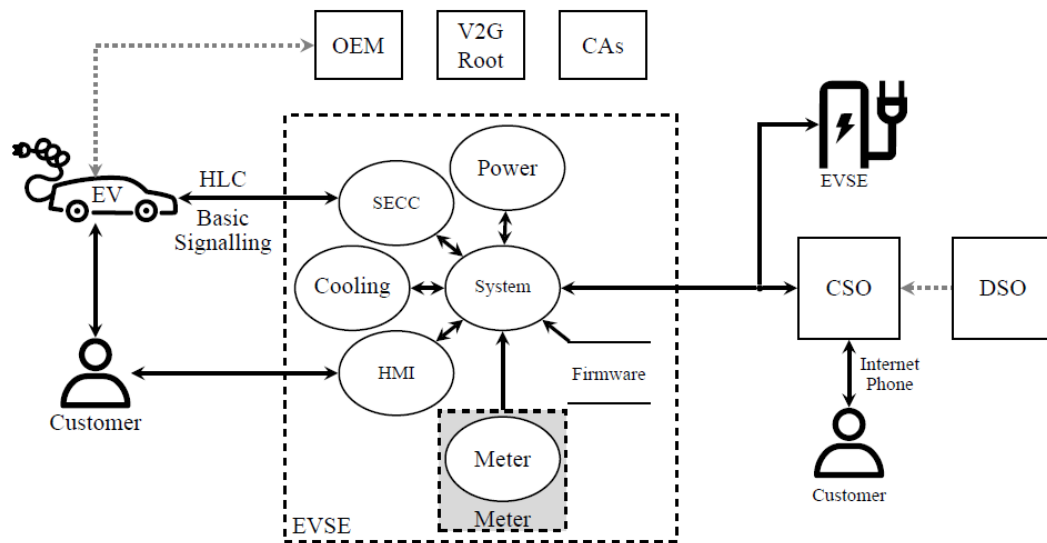 OEM
V2G
Root
CAs
EV
HLC
Basic
Signalling
Power
SECC
Cooling
System
HMI
Firmware
Meter
Meter
EVSE
Customer
EVSE
CSO
DSO
Internet
Phone
Customer